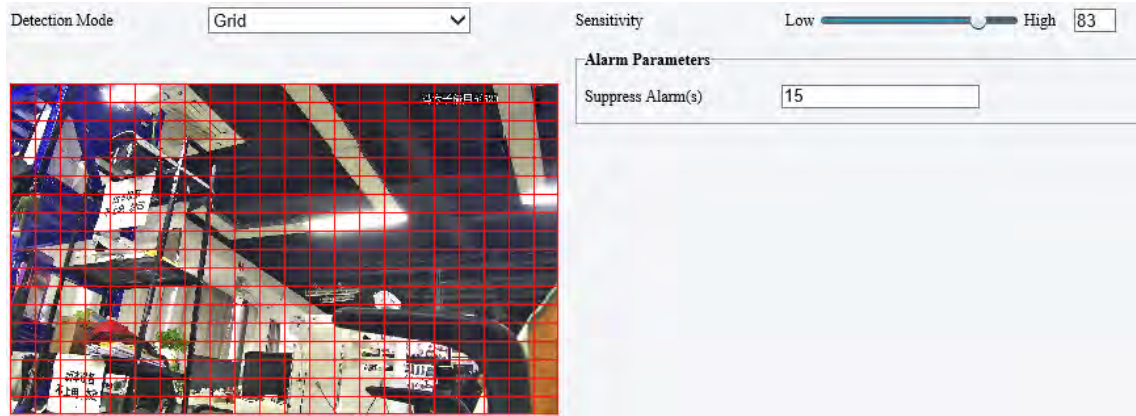 Detection Mode
Grid
Sensitivity
Low
High
83
Alarm Parameters
Suppress Alarm(s)
15